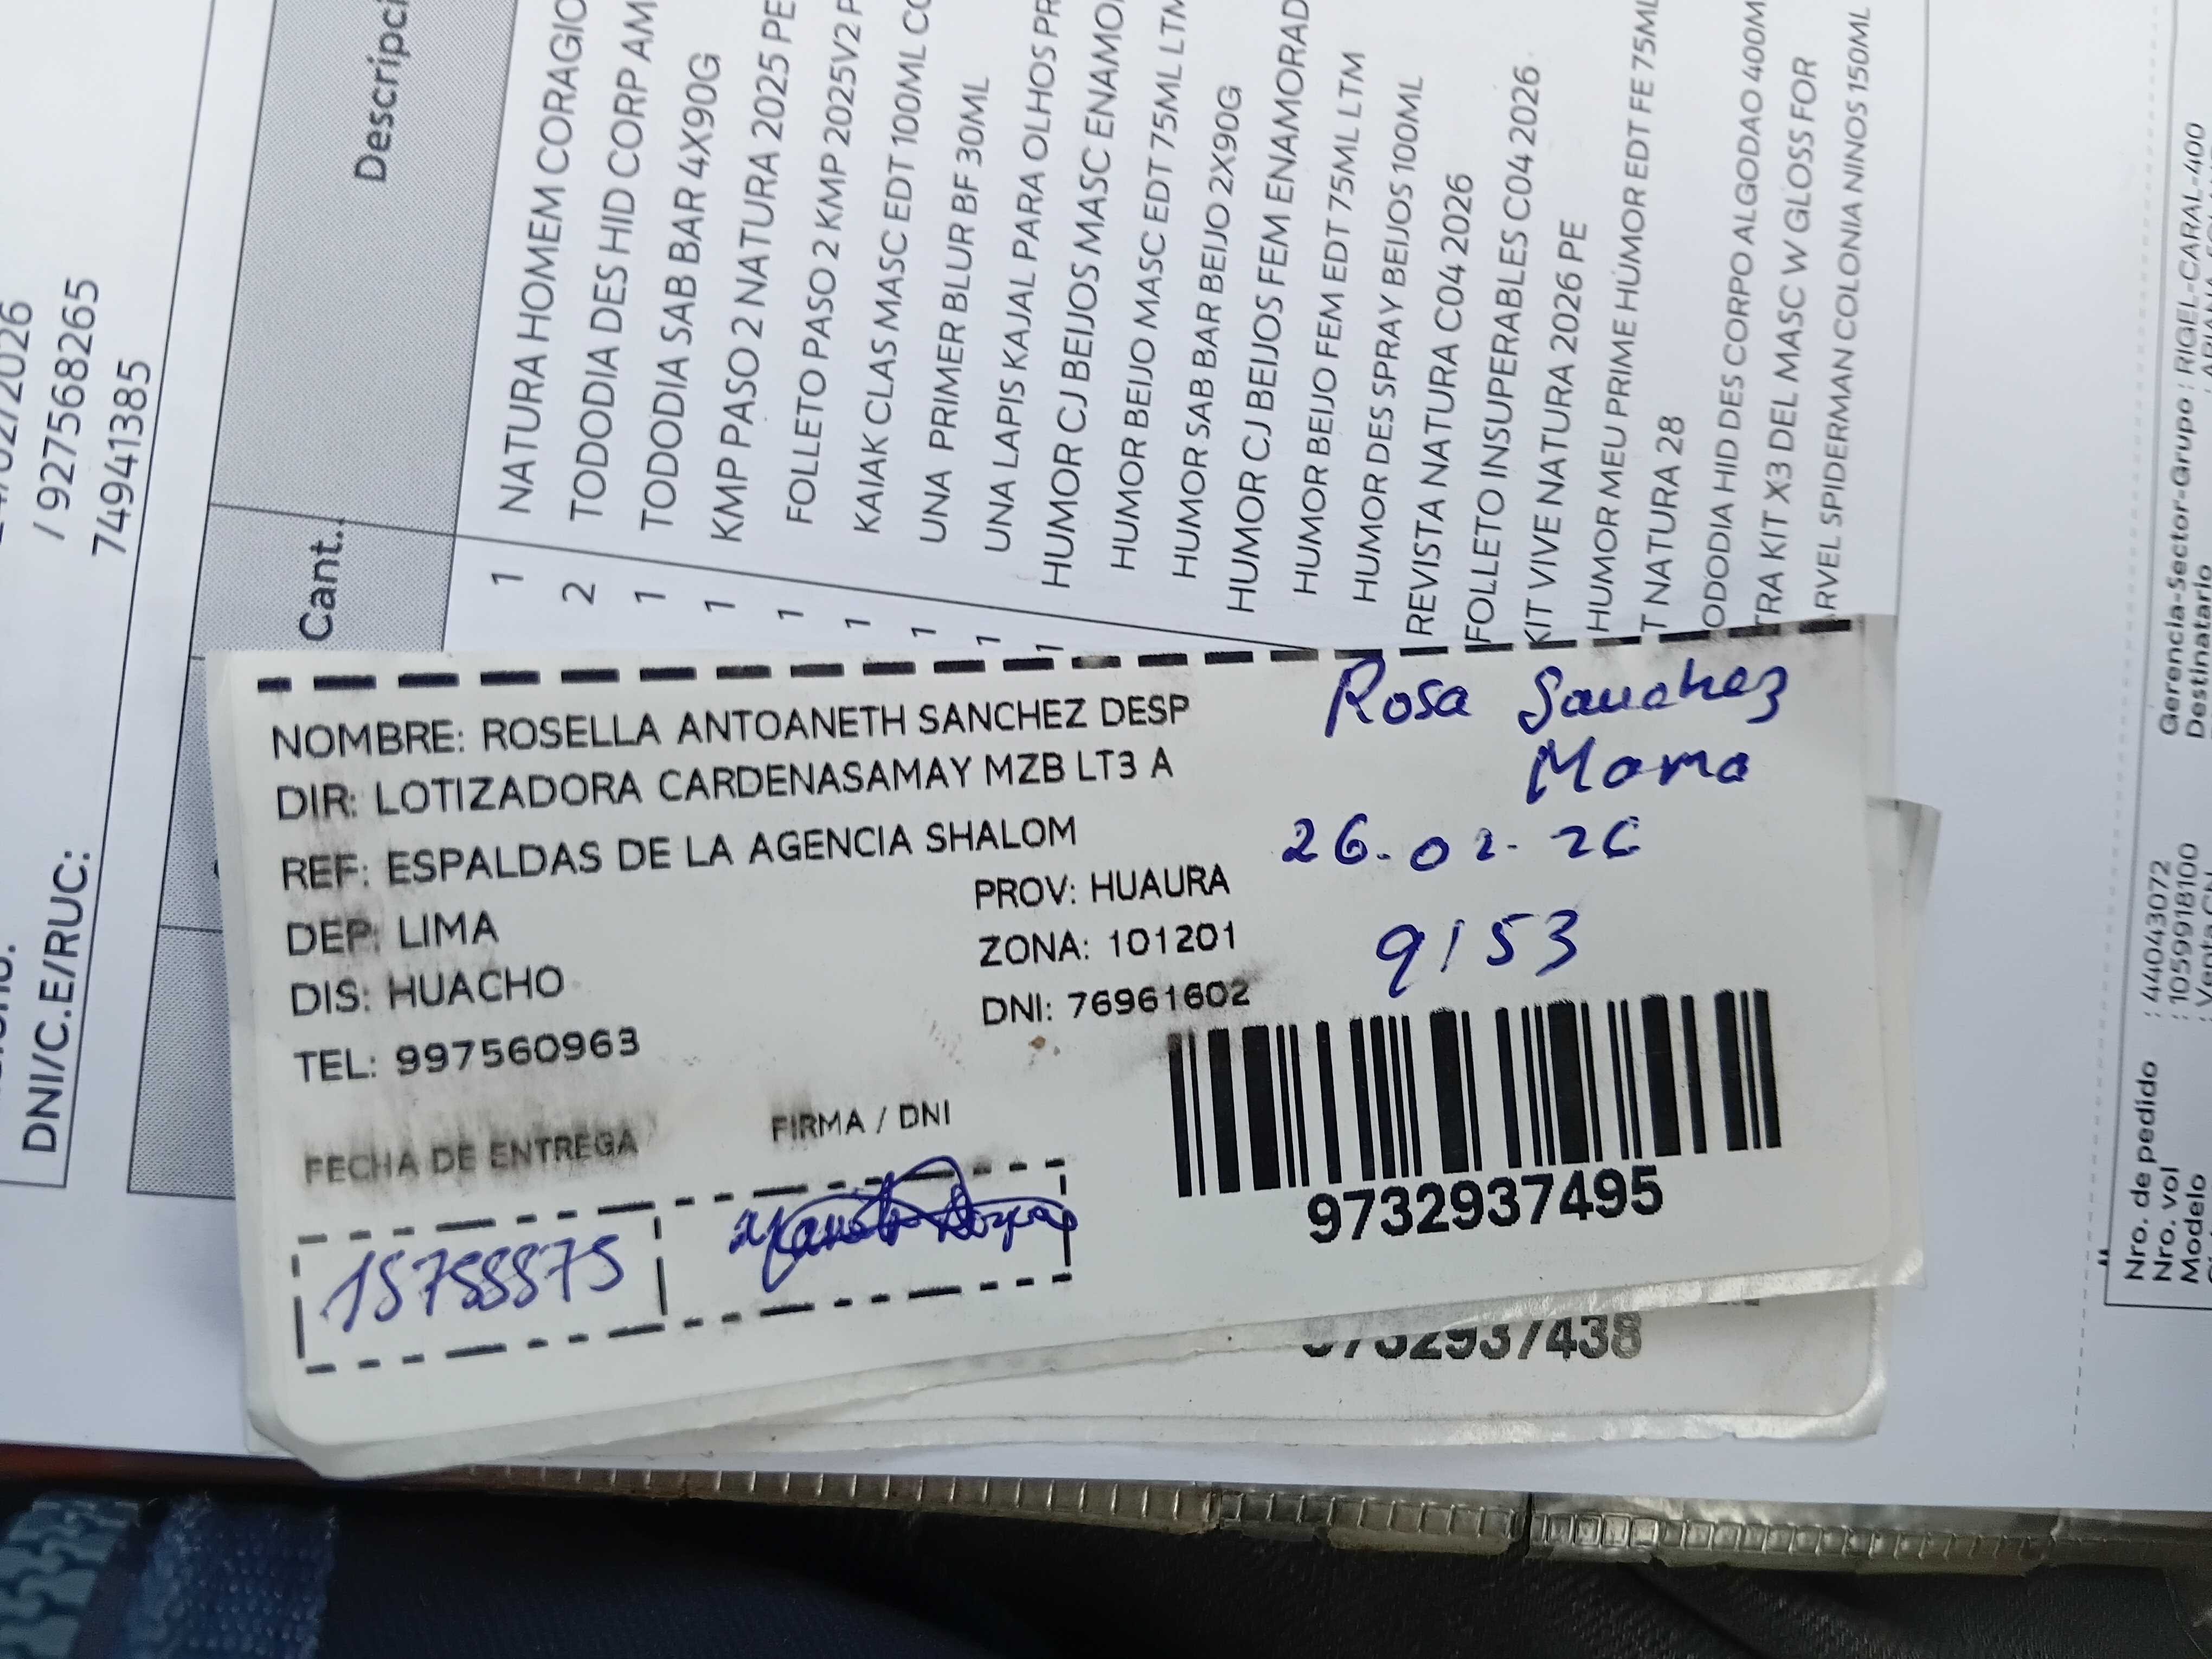 /02/2026
/ 927568265
74941385
DNI/C.E/RUC:
Cant.
Descripci
1 NATURA HOMEM CORAGIO
2 TODODIA DES HID CORP AM
1 TODODIA SAB BAR 4X90G
1 KMP PASO 2 NATURA 2025 PE
1 FOLLETO PASO 2 KMP 2025V2 P
1 KAIAK CLAS MASC EDT 100ML CO
1 UNA PRIMER BLUR BF 30ML
1 UNA LAPIS KAJAL PARA OLHOS PR
1 HUMOR CJ BEIJOS MASC ENAMO
HUMOR BEIJO MASC EDT 75ML LTM
HUMOR SAB BAR BEIJO 2X90G
HUMOR CJ BEIJOS FEM ENAMORAD
HUMOR BEIJO FEM EDT 75ML LTM
HUMOR DES SPRAY BEIJOS 100ML
REVISTA NATURA C04 2026
FOLLETO INSUPERABLES C04 2026
KIT VIVE NATURA 2026 PE
HUMOR MEU PRIME HUMOR EDT FE 75ML
T NATURA 28
ODODIA HID DES CORPO ALGODAO 400M
TRA KIT X3 DEL MASC W GLOSS FOR
RVEL SPIDERMAN COLONIA NINOS 150ML
NOMBRE: ROSELLA ANTOANETH SANCHEZ DESP
DIR: LOTIZADORA CARDENASAMAY MZB LT3 A
REF: ESPALDAS DE LA AGENCIA SHALOM
DEP: LIMA
PROV: HUAURA
DIS: HUACHO
ZONA: 101201
TEL: 997560963
DNI: 76961602
FECHA DE ENTREGA
FIRMA / DNI
Rosa Sanchez
Mama
26-02-26
9153
9732937495
9732937438
Gerencia-Sector-Grupo : RIGEL-CARAL-400
Destinatario
Nro. de pedido : 440443072
Nro. vol : 1059918100
Modelo